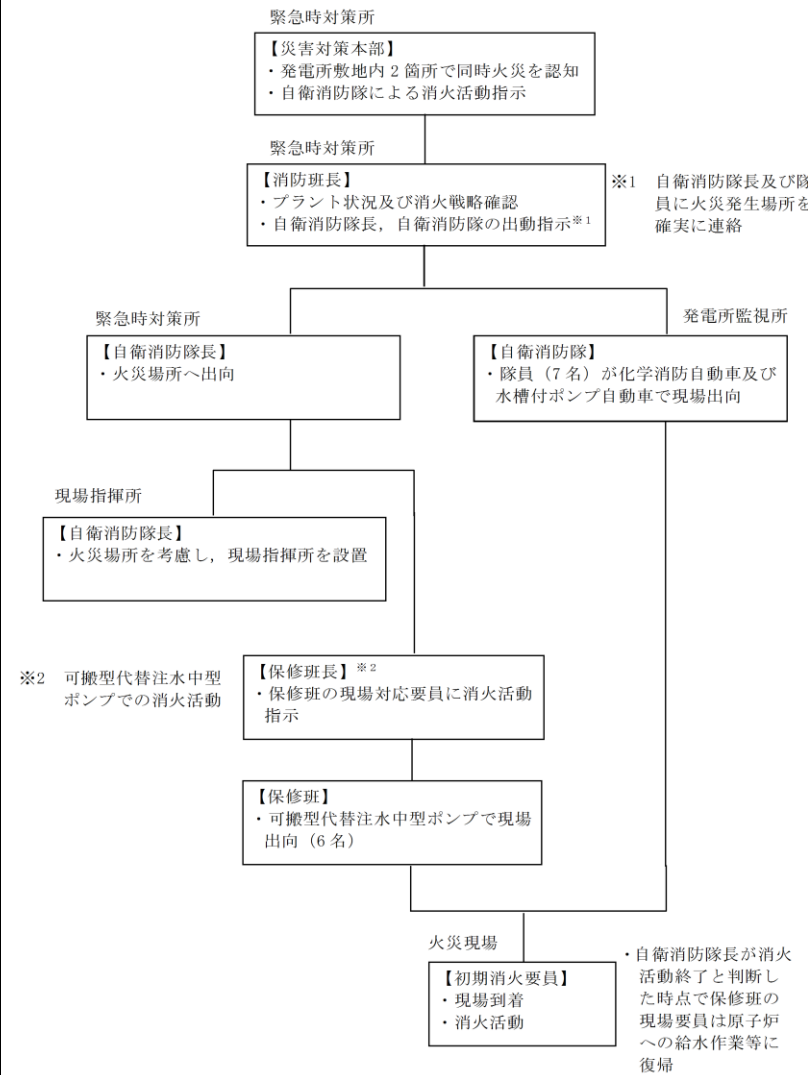 緊急時対策所
【災害対策本部】
・発電所敷地内2箇所で同時火災を認知
・自衛消防隊による消火活動指示
緊急時対策所
【消防班長】
・プラント状況及び消火戦略確認
・自衛消防隊長，自衛消防隊の出動指示※1
※1 自衛消防隊長及び隊
員に火災発生場所を
確実に連絡
緊急時対策所
【自衛消防隊長】
・火災場所へ出向
発電所監視所
【自衛消防隊】
・隊員（7名）が化学消防自動車及び
水槽付ポンプ自動車で現場出向
現場指揮所
【自衛消防隊長】
・火災場所を考慮し，現場指揮所を設置
※2 可搬型代替注水中型
ポンプでの消火活動
【保修班長】※2
・保修班の現場対応要員に消火活動
指示
【保修班】
・可搬型代替注水中型ポンプで現場
出向（6名）
火災現場
【初期消火要員】
・現場到着
・消火活動
・自衛消防隊長が消火
活動終了と判断し
た時点で保修班の
現場要員は原子炉
への給水作業等に
復帰